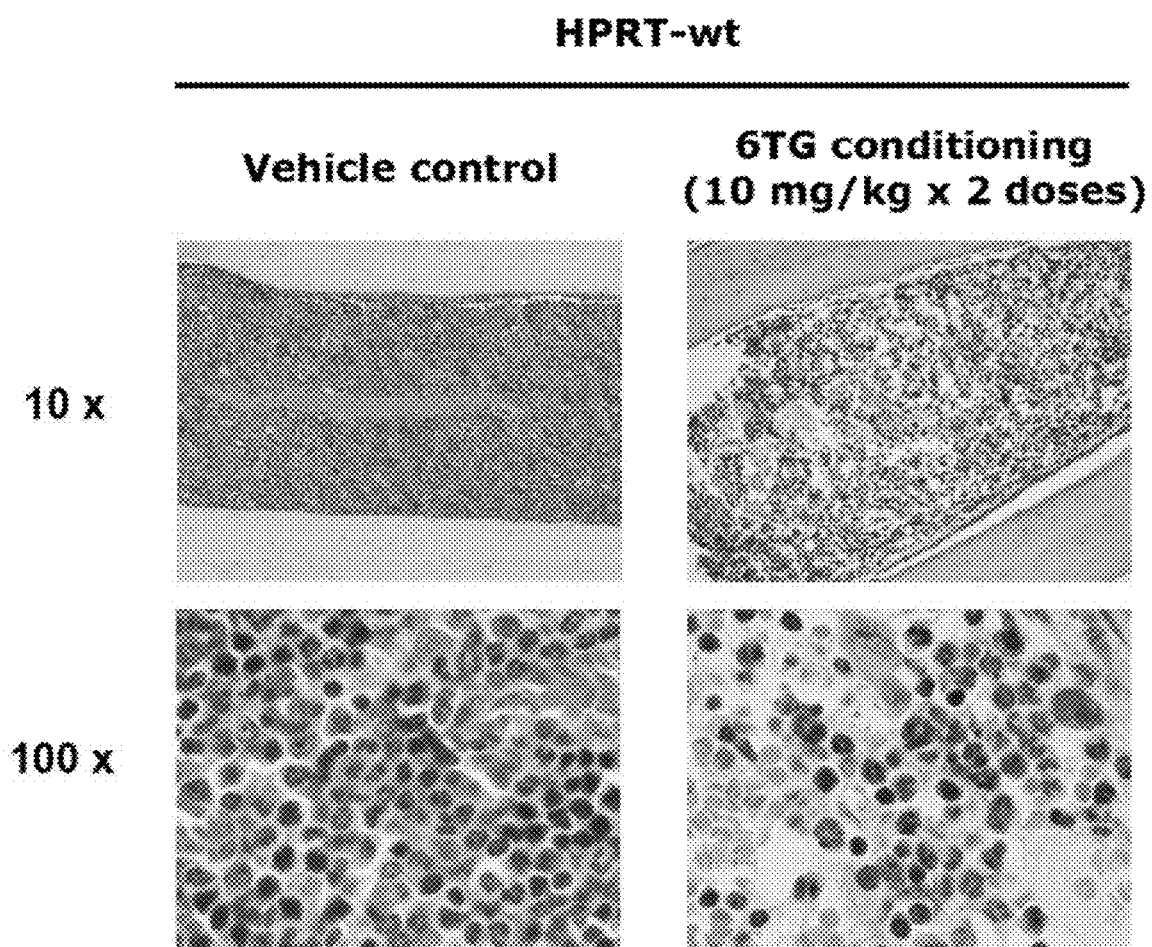 HPRT-wt
Vehicle control
6TG conditioning
(10 mg/kg x 2 doses)
10 x
100 x